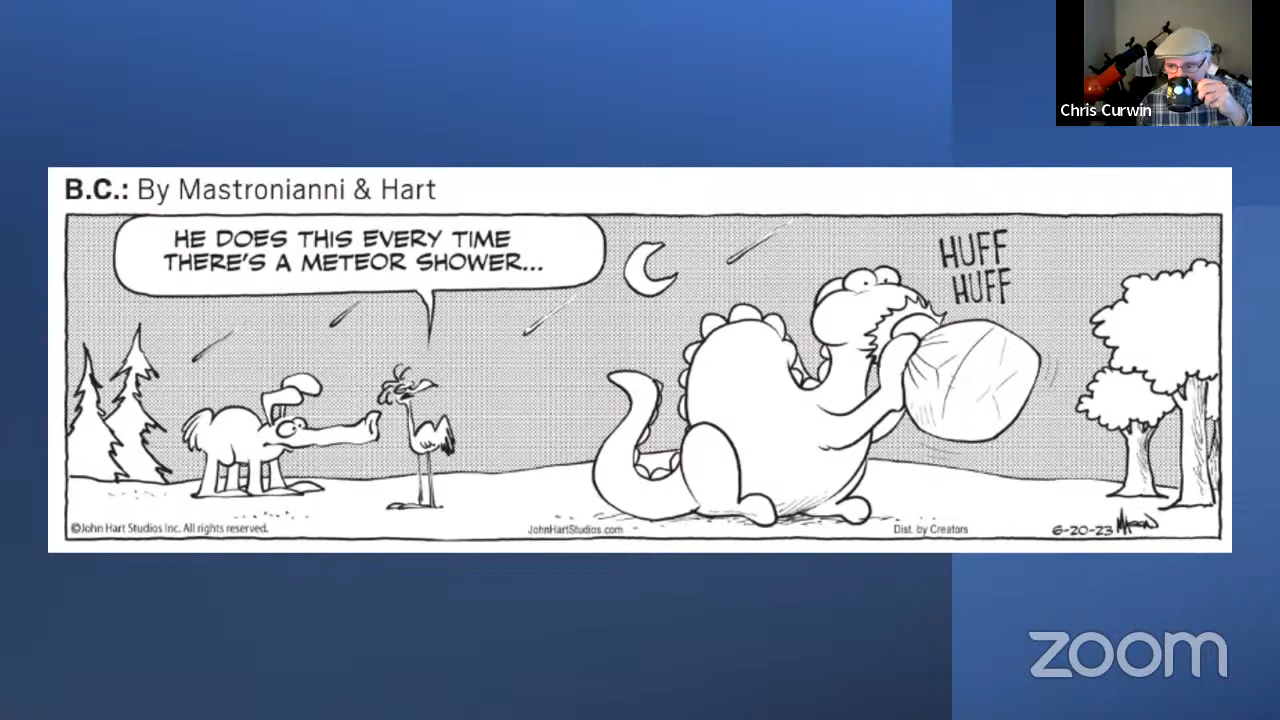 Chris Curwin
B.C.: By Mastronianni & Hart
HE DOES THIS EVERY TIME
THERE'S A METEOR SHOWER...
HUFF
HUFF
©John Hart Studios Inc. All rights reserved.
JohnHartStudios.com
Dist. by Creators
6-20-23
zoom